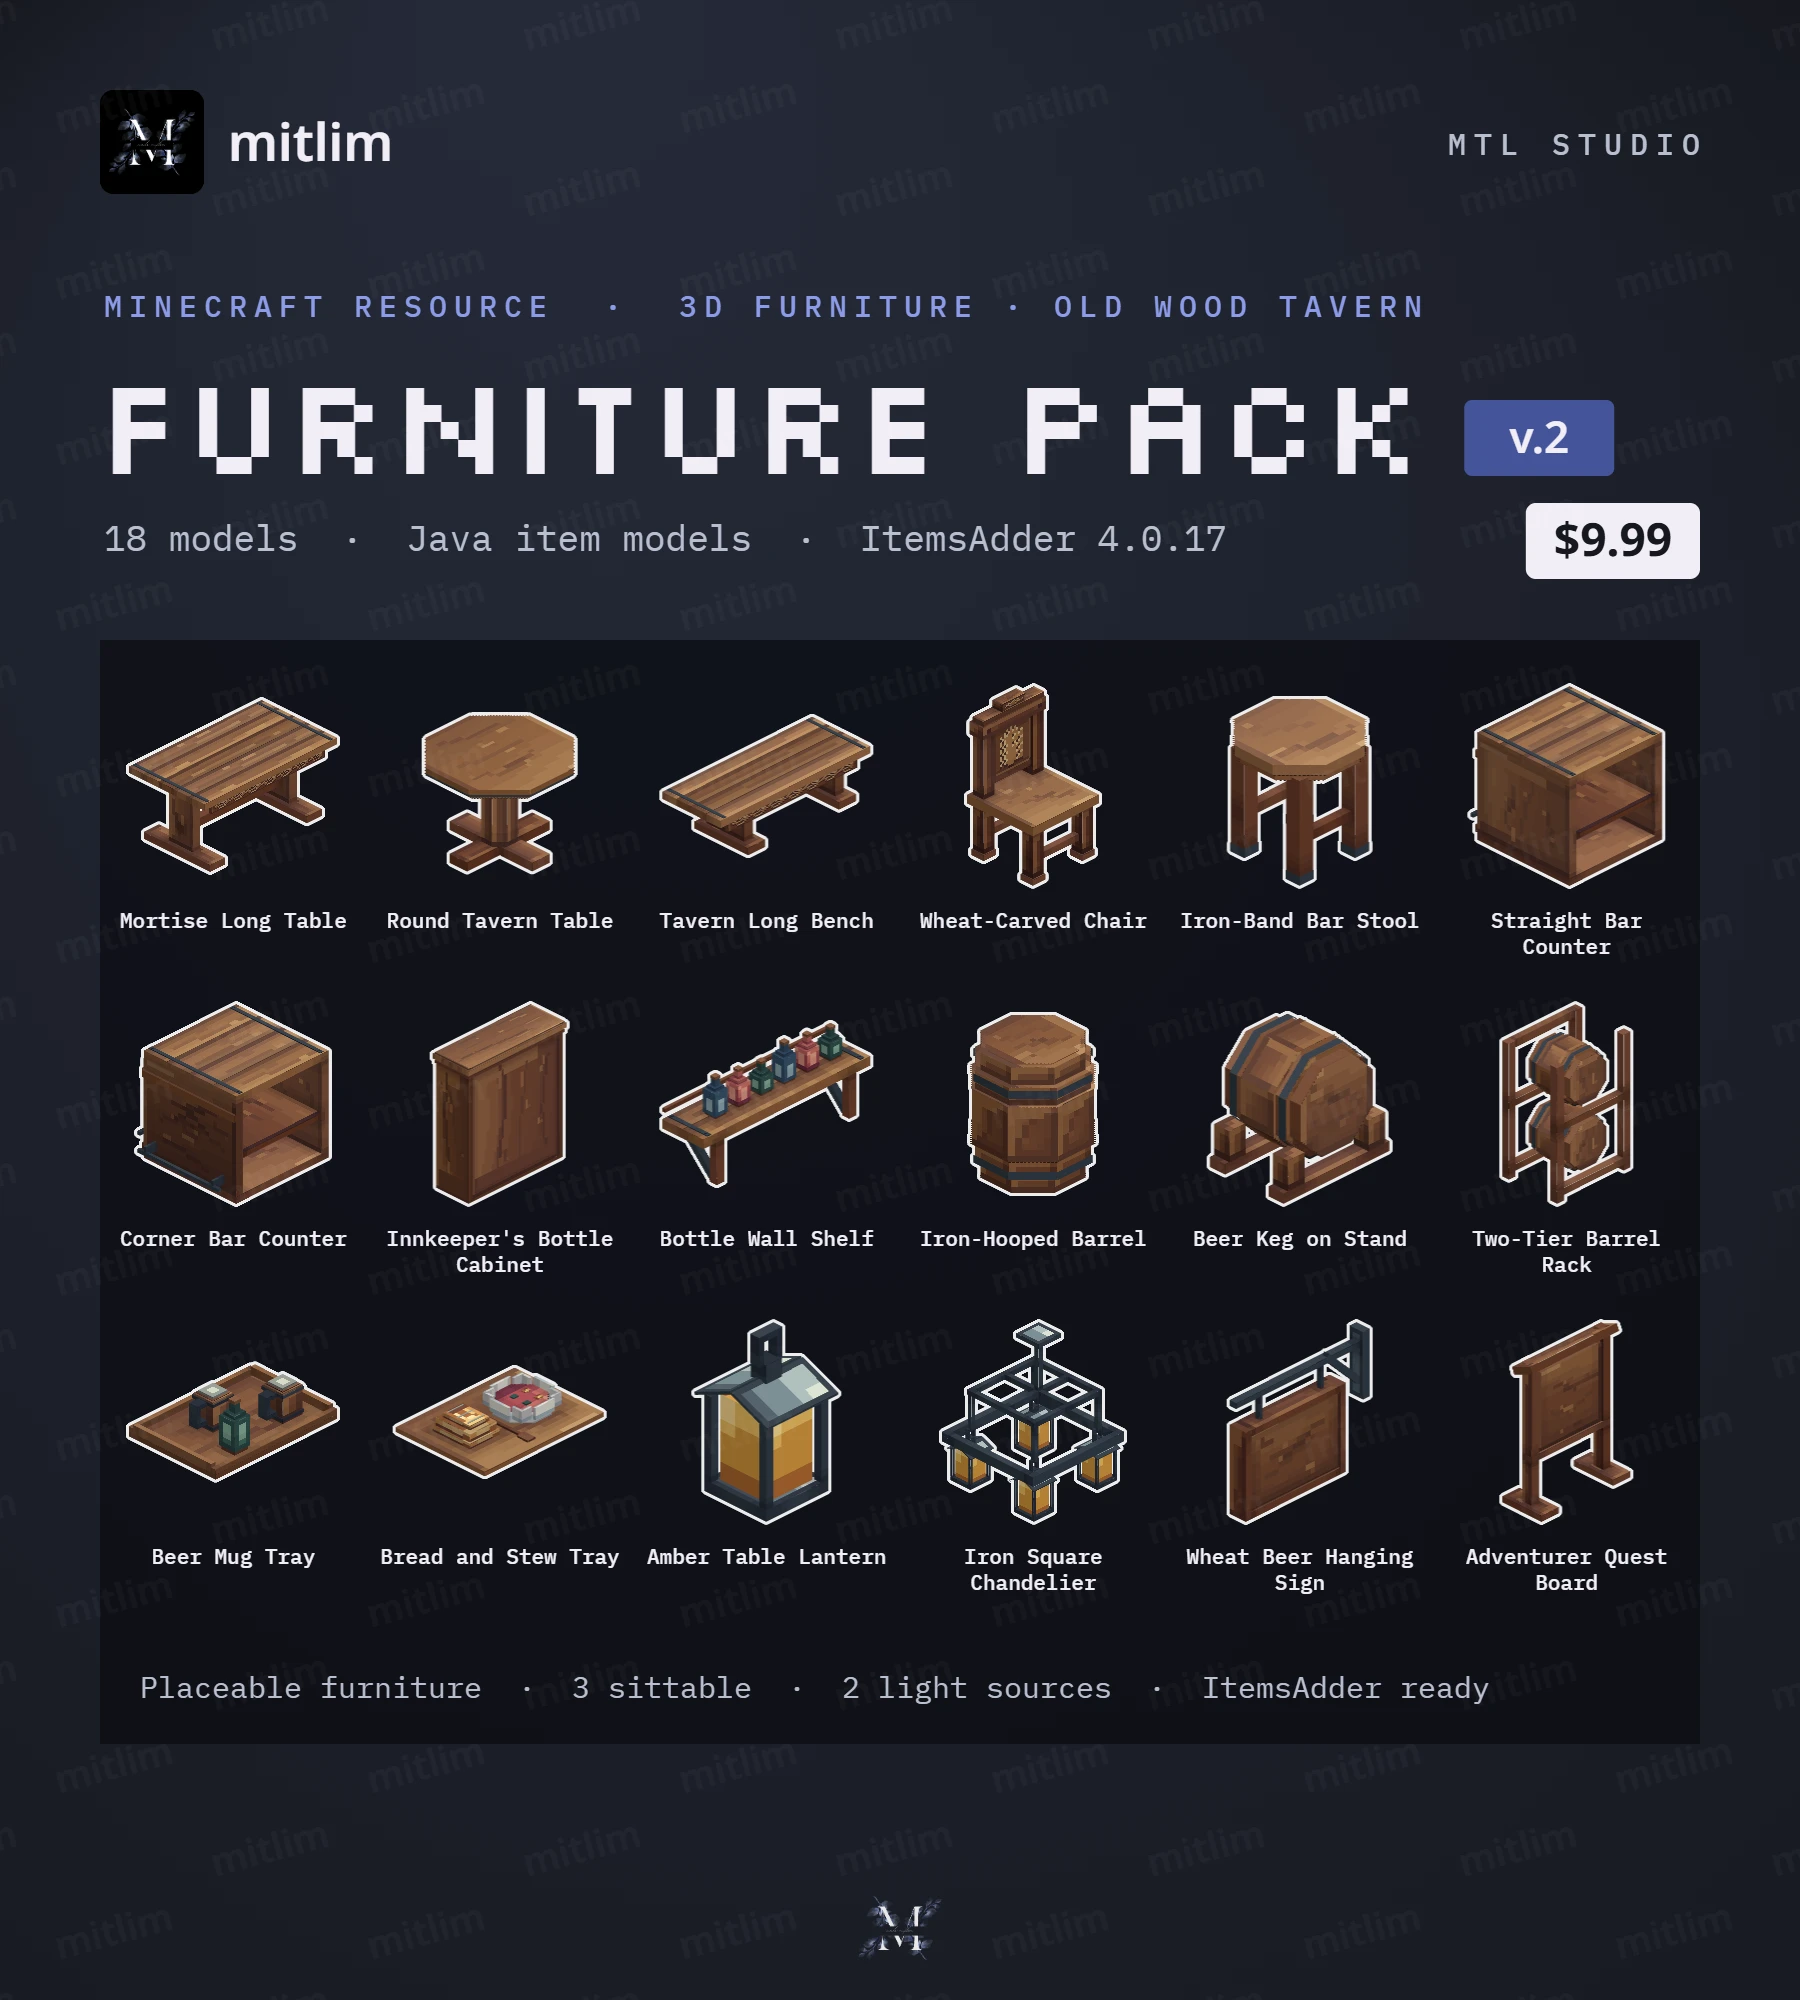 mitlim
MTL STUDIO
MINECRAFT RESOURCE · 3D FURNITURE · OLD WOOD TAVERN
FURNITURE PACK v.2
18 models · Java item models · ItemsAdder 4.0.17
$9.99
Mortise Long Table
Round Tavern Table
Tavern Long Bench
Wheat-Carved Chair
Iron-Band Bar Stool
Straight Bar
Counter
Corner Bar Counter
Innkeeper's Bottle
Cabinet
Bottle Wall Shelf
Iron-Hooped Barrel
Beer Keg on Stand
Two-Tier Barrel
Rack
Beer Mug Tray
Bread and Stew Tray
Amber Table Lantern
Iron Square
Chandelier
Wheat Beer Hanging
Sign
Adventurer Quest
Board
Placeable furniture · 3 sittable · 2 light sources · ItemsAdder ready